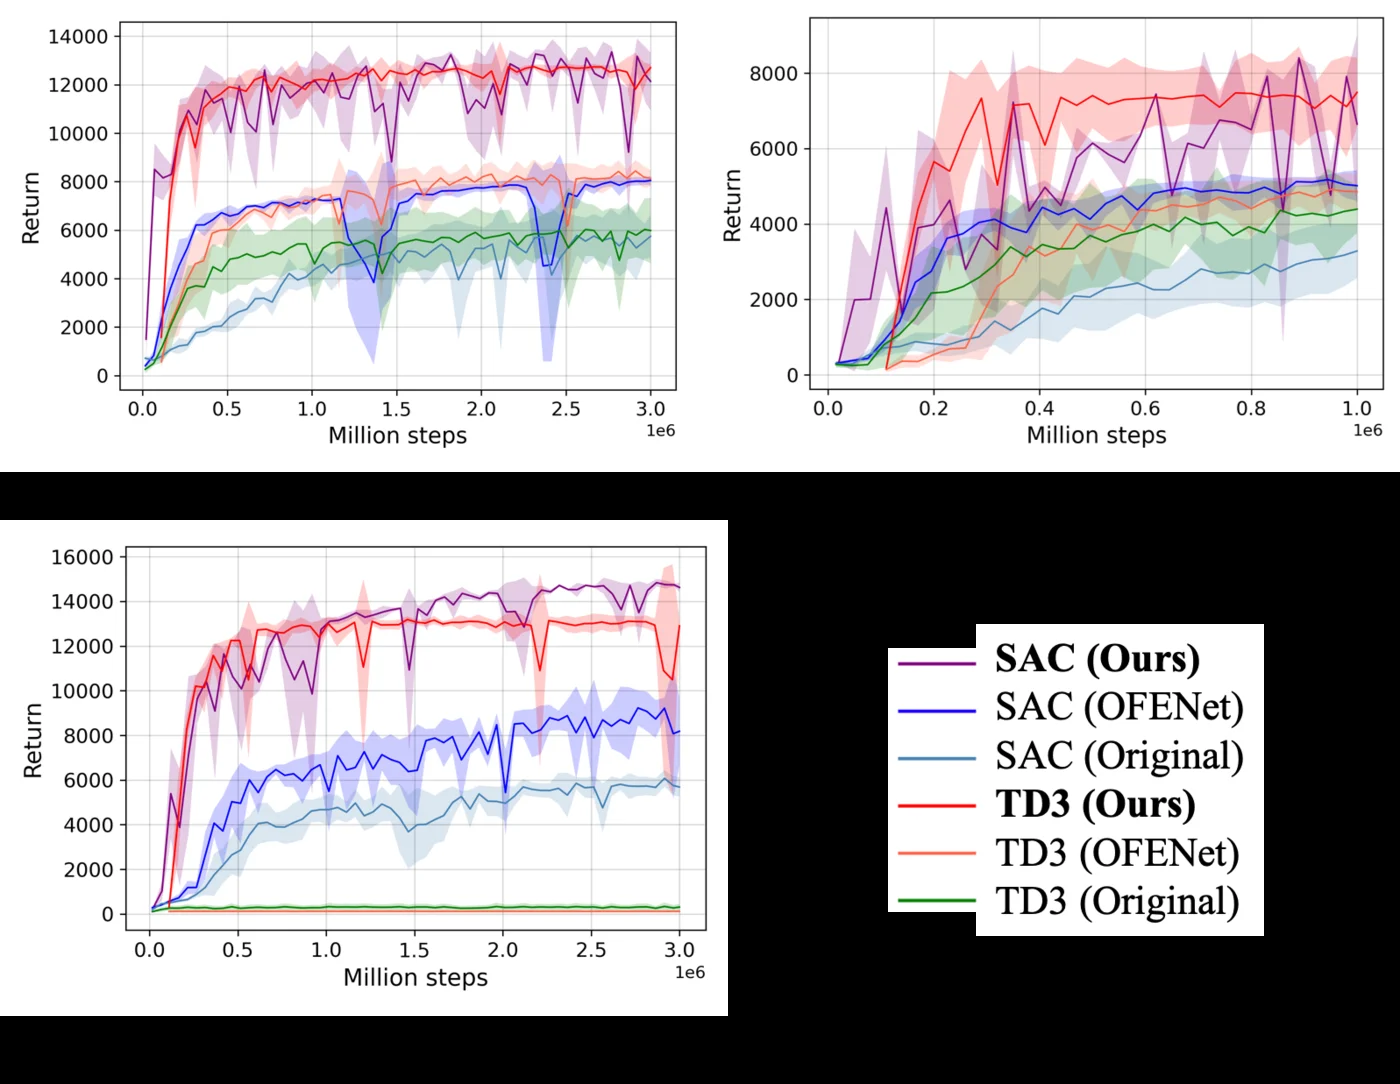 14000
12000
10000
8000
6000
4000
2000
0
Return
0.0 0.5 1.0 1.5 2.0 2.5 3.0
1e6
Million steps
8000
6000
4000
2000
0
Return
0.0 0.2 0.4 0.6 0.8 1.0
1e6
Million steps
16000
14000
12000
10000
8000
6000
4000
2000
0
Return
0.0 0.5 1.0 1.5 2.0 2.5 3.0
1e6
Million steps
SAC (Ours)
SAC (OFENet)
SAC (Original)
TD3 (Ours)
TD3 (OFENet)
TD3 (Original)